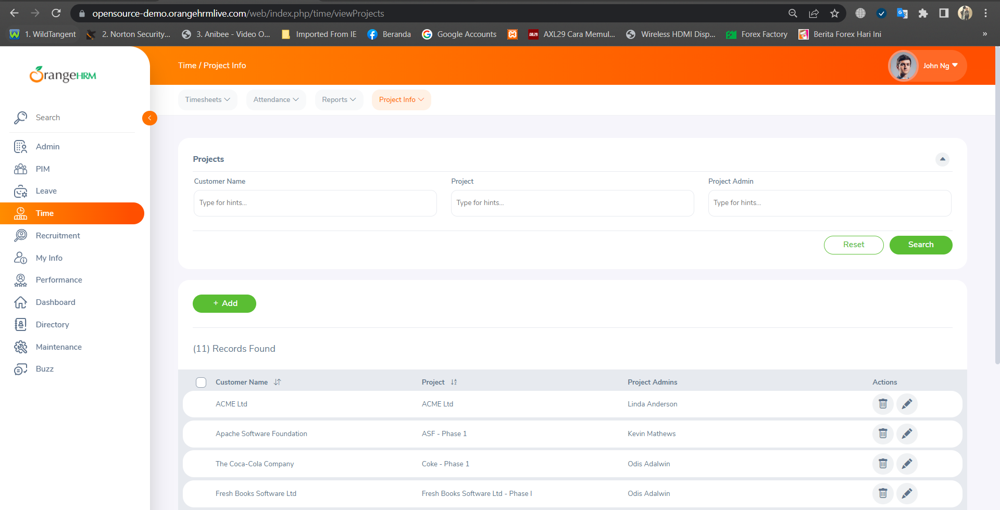 opensource-demo.orangehrmlive.com/web/index.php/time/viewProjects
1. WildTangent
2. Norton Security...
3. Anibee - Video O...
Imported From IE
Beranda
Google Accounts
AXL29 Cara Memul...
Wireless HDMI Disp...
Forex Factory
Berita Forex Hari Ini
»
OrangeHRM
Time / Project Info
John Ng
Timesheets
Attendance
Reports
Project Info
Search
Admin
PIM
Leave
Time
Recruitment
My Info
Performance
Dashboard
Directory
Maintenance
Buzz
Projects
Customer Name
Project
Project Admin
Type for hints...
Type for hints...
Type for hints...
Reset
Search
+ Add
(11) Records Found
Customer Name
Project
Project Admins
Actions
ACME Ltd
ACME Ltd
Linda Anderson
Apache Software Foundation
ASF - Phase 1
Kevin Mathews
The Coca-Cola Company
Coke - Phase 1
Odis Adalwin
Fresh Books Software Ltd
Fresh Books Software Ltd - Phase I
Odis Adalwin